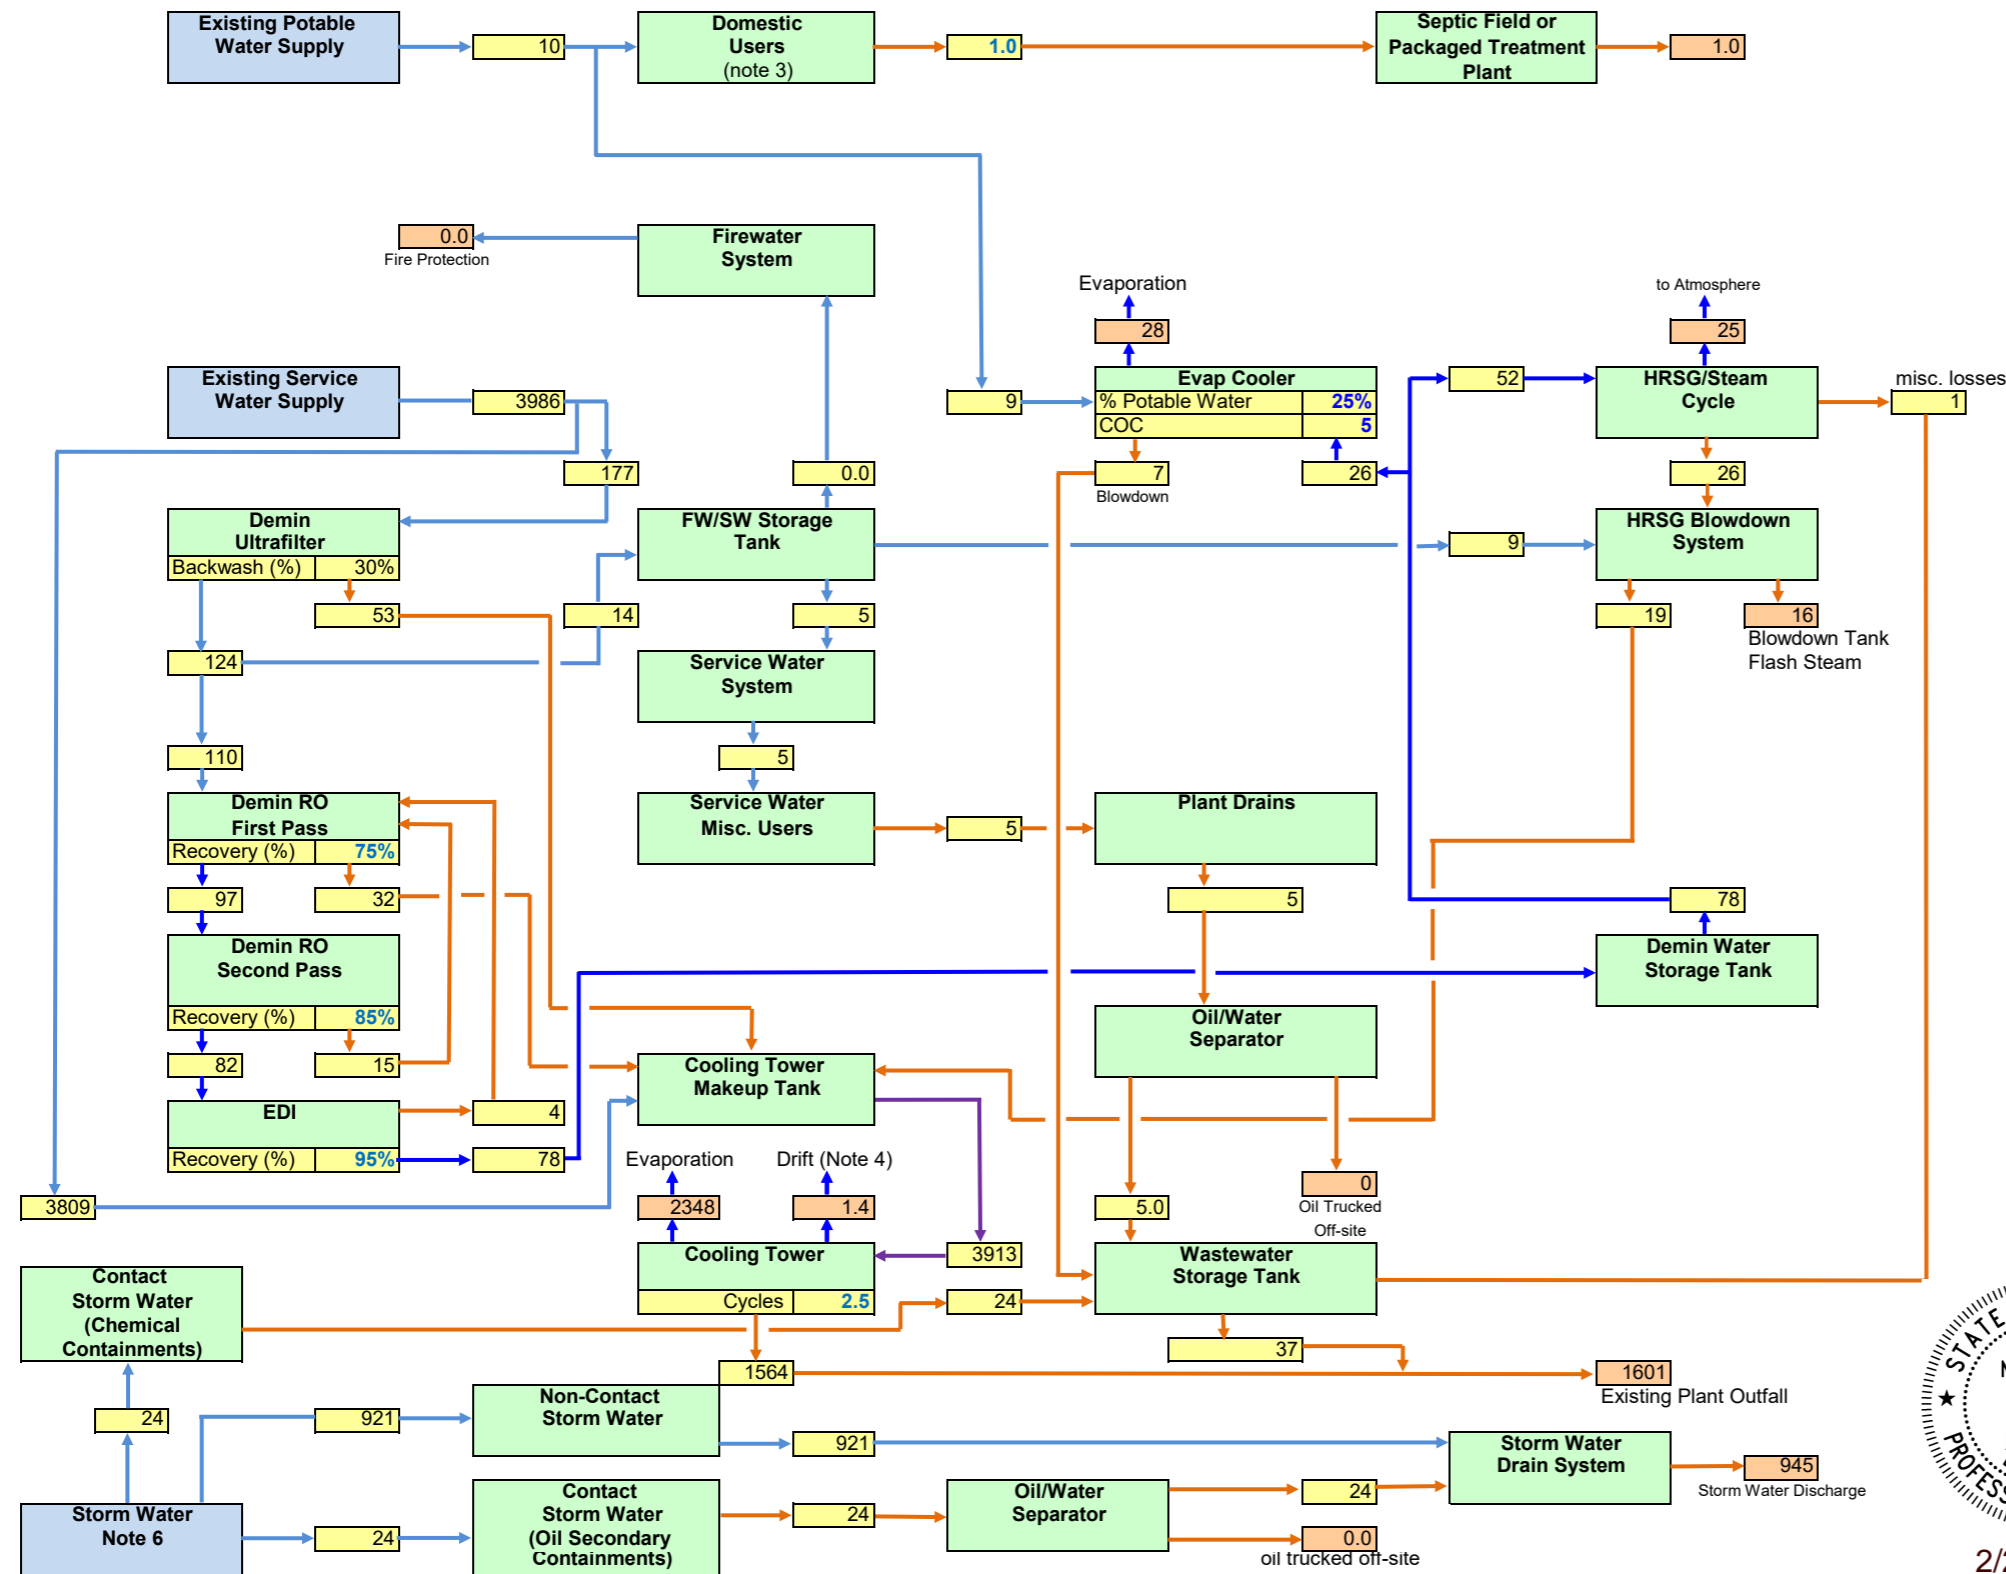 Existing Potable
Water Supply
10
Domestic
Users
(note 3)
1.0
Septic Field or
Packaged Treatment
Plant
1.0
0.0
Fire Protection
Firewater
System
Evaporation
28
to Atmosphere
25
Existing Service
Water Supply
3986
9
Evap Cooler
% Potable Water 25%
COC 5
52
HRSG/Steam
Cycle
misc. losses
1
177
0.0
7
Blowdown
26
26
Demin
Ultrafilter
Backwash (%) 30%
FW/SW Storage
Tank
9
HRSG Blowdown
System
53
14
5
19
16
Blowdown Tank
Flash Steam
124
Service Water
System
110
5
Demin RO
First Pass
Recovery (%) 75%
Service Water
Misc. Users
5
Plant Drains
97
32
5
78
Demin RO
Second Pass
Recovery (%) 85%
Demin Water
Storage Tank
Oil/Water
Separator
82
15
Cooling Tower
Makeup Tank
EDI
Recovery (%) 95%
4
78
Evaporation
2348
Drift (Note 4)
1.4
3809
5.0
0
Oil Trucked
Off-site
Cooling Tower
Cycles 2.5
3913
Wastewater
Storage Tank
Contact
Storm Water
(Chemical
Containments)
24
37
1564
1601
Existing Plant Outfall
24
921
Non-Contact
Storm Water
921
Storm Water
Drain System
945
Storm Water Discharge
Storm Water
Note 6
24
Contact
Storm Water
(Oil Secondary
Containments)
24
Oil/Water
Separator
24
0.0
oil trucked off-site
STATE
PROFESS